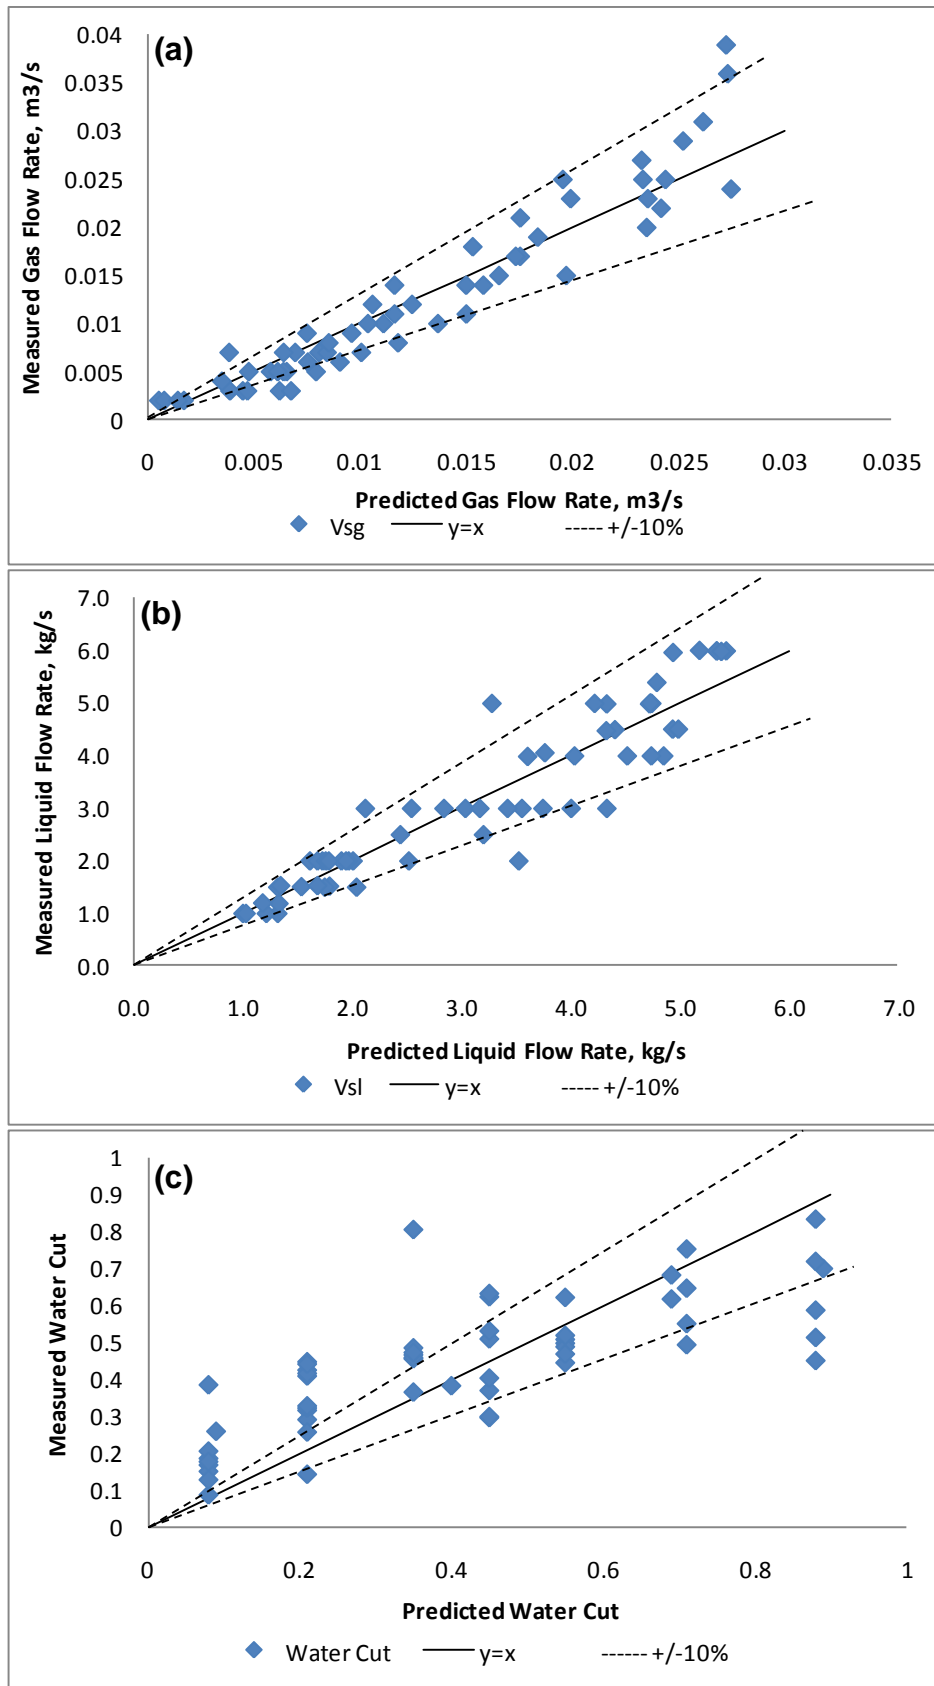 (a)
Measured Gas Flow Rate, m3/s
0.04
0.035
0.03
0.025
0.02
0.015
0.01
0.005
0
0 0.005 0.01 0.015 0.02 0.025 0.03 0.035
Predicted Gas Flow Rate, m3/s
Vsg y=x +/-10%
(b)
Measured Liquid Flow Rate, kg/s
7.0
6.0
5.0
4.0
3.0
2.0
1.0
0.0
0.0 1.0 2.0 3.0 4.0 5.0 6.0 7.0
Predicted Liquid Flow Rate, kg/s
Vsl y=x +/-10%
(c)
Measured Water Cut
1
0.9
0.8
0.7
0.6
0.5
0.4
0.3
0.2
0.1
0
0 0.2 0.4 0.6 0.8 1
Predicted Water Cut
Water Cut y=x +/-10%